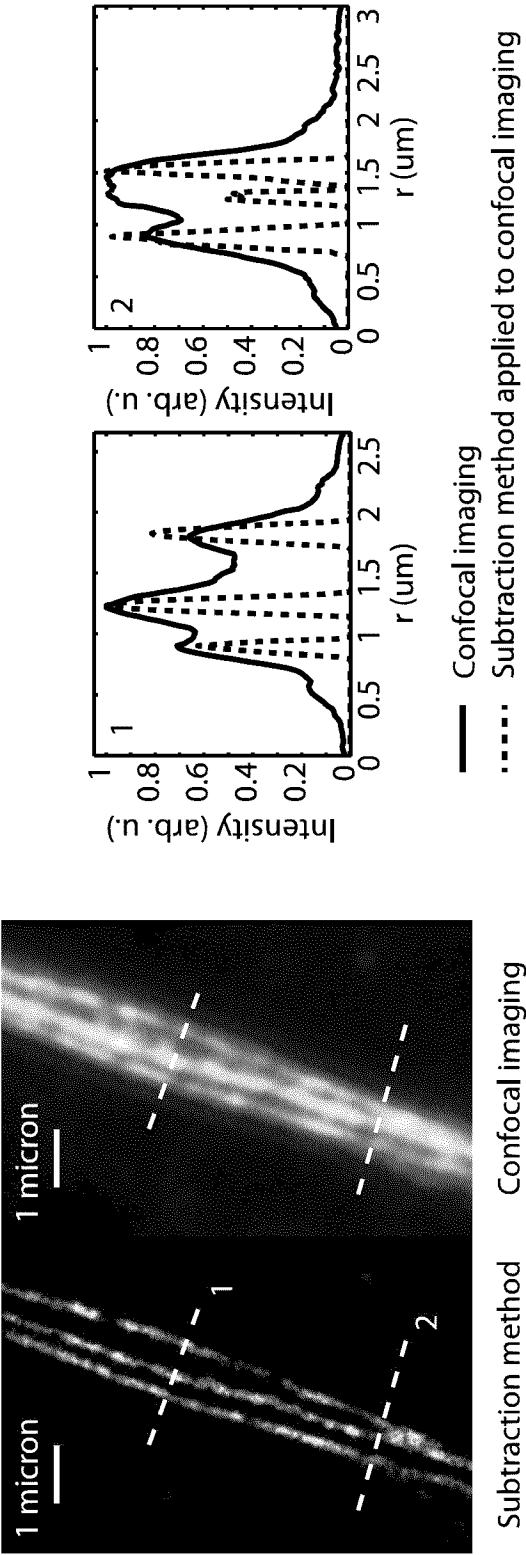 1 micron
1 micron
1
2
Subtraction method
Confocal imaging
1
Intensity (arb. u.)
1
0.8
0.6
0.4
0.2
0
0
0.5
1
1.5
2
2.5
r (um)
2
Intensity (arb. u.)
1
0.8
0.6
0.4
0.2
0
0
0.5
1
1.5
2
2.5
3
r (um)
Confocal imaging
Subtraction method applied to confocal imaging